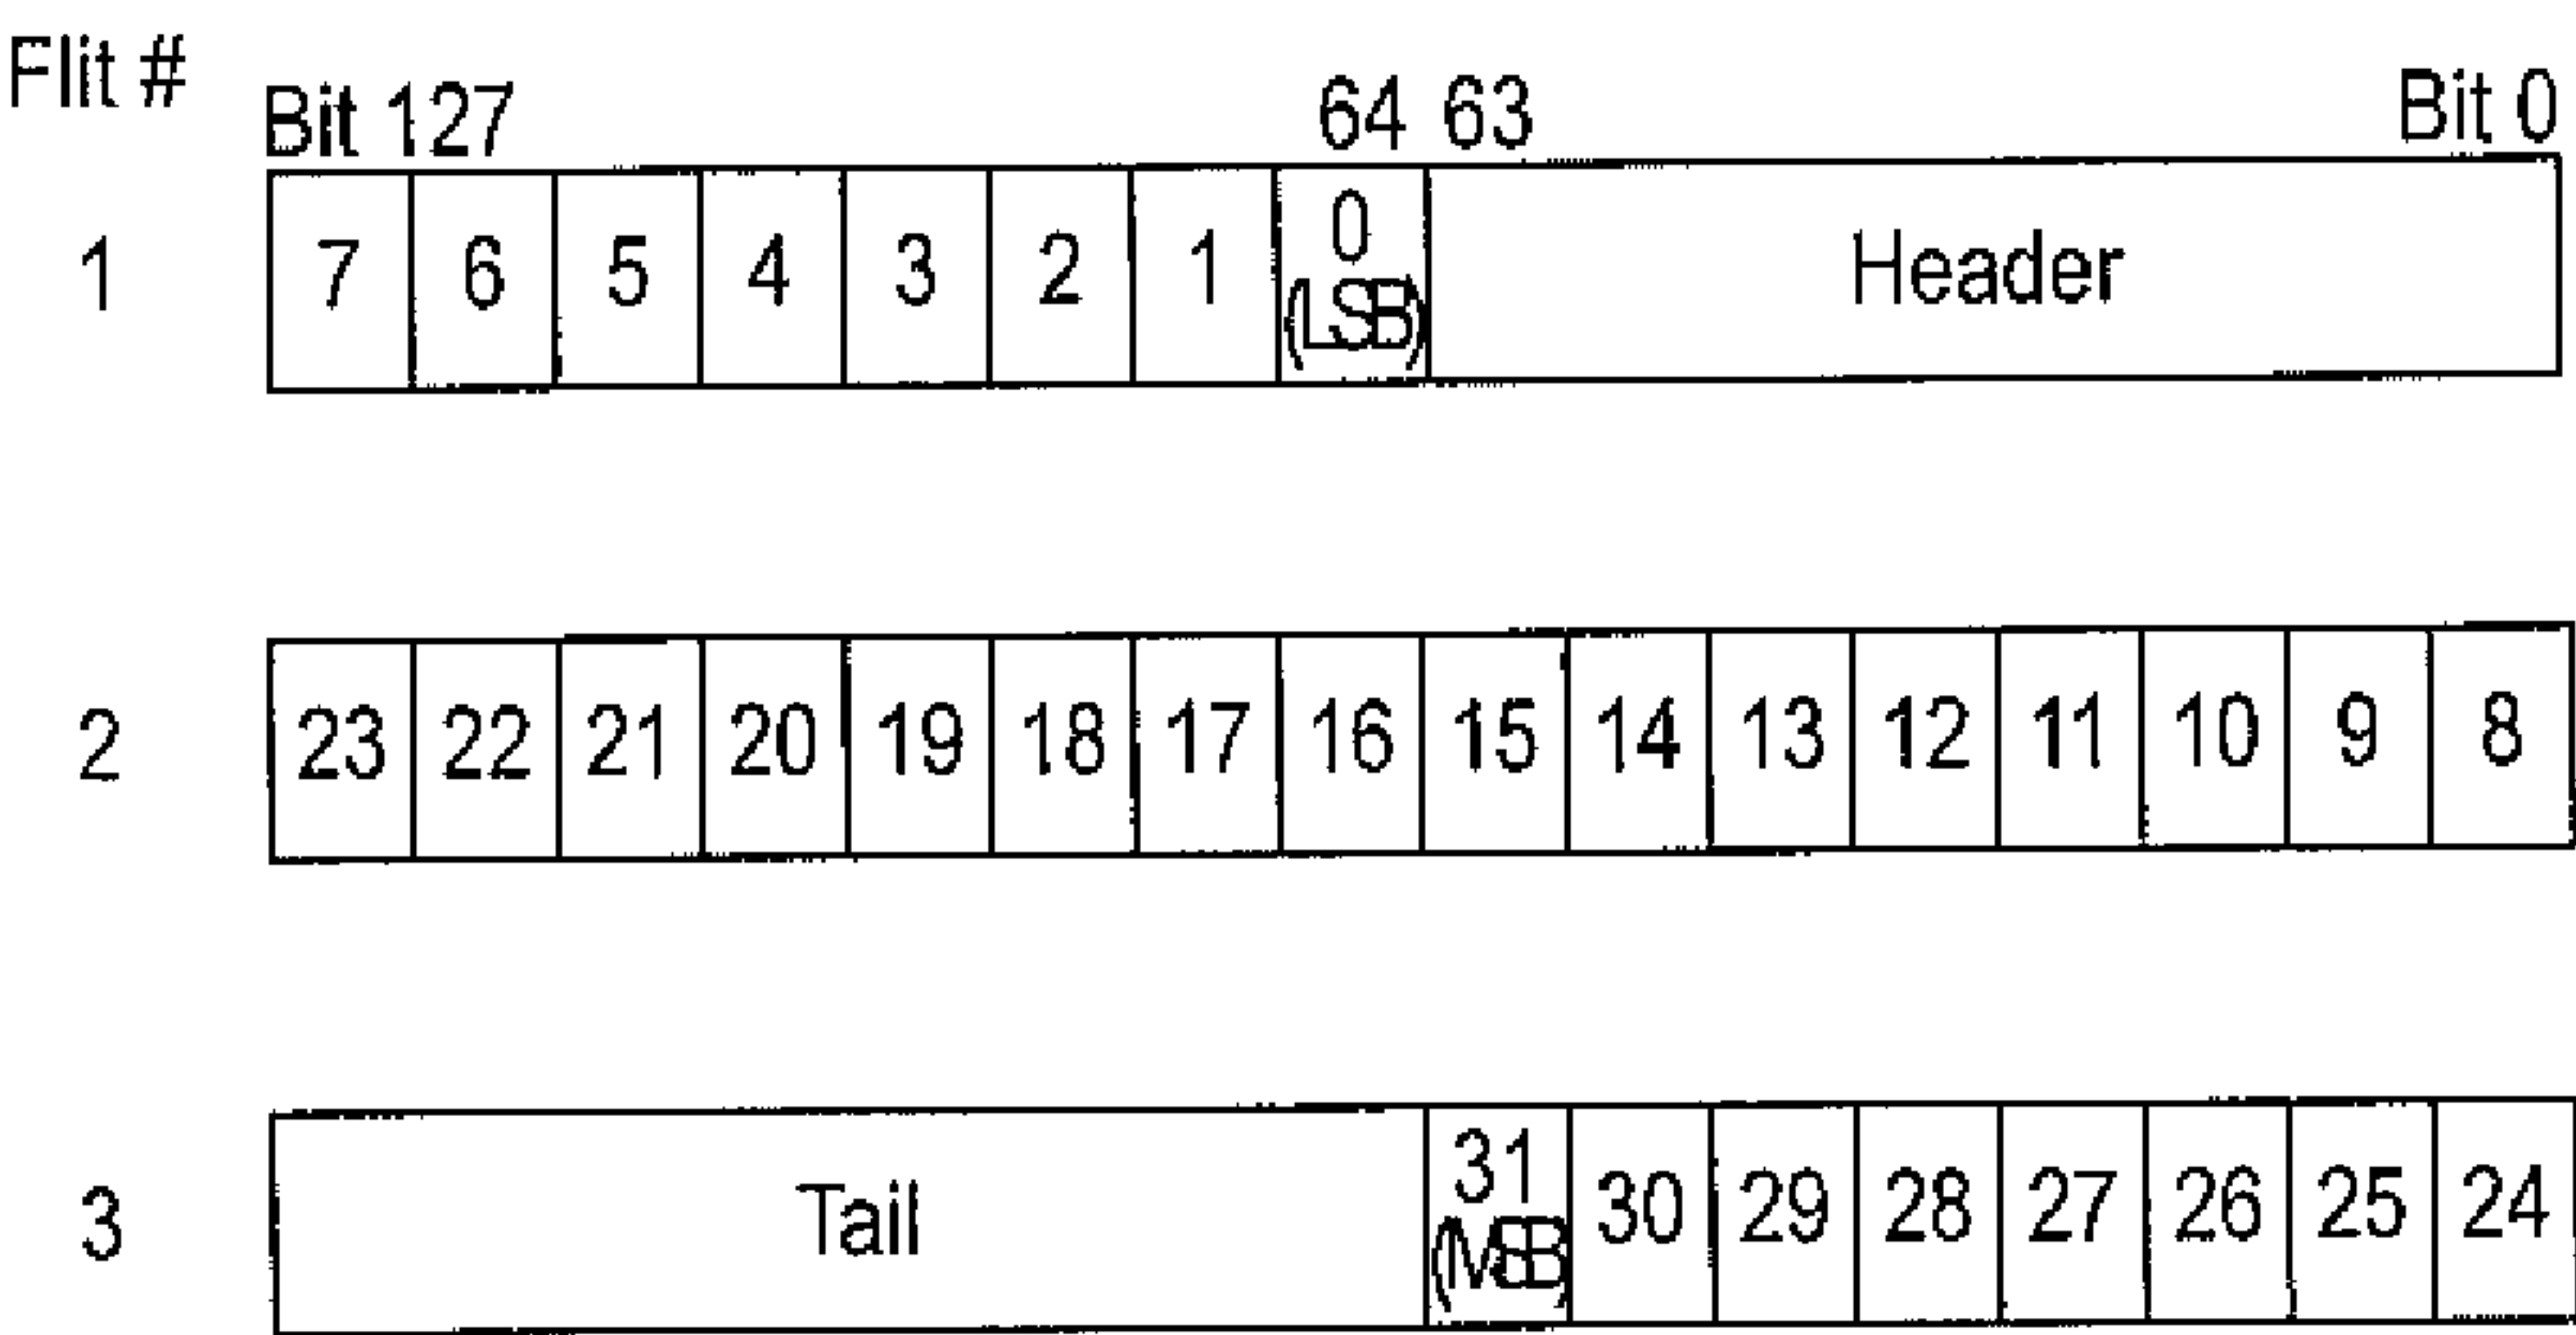 Flit #
Bit 127 64 63 Bit 0
1 7 6 5 4 3 2 1 0 (LSB) Header
2 23 22 21 20 19 18 17 16 15 14 13 12 11 10 9 8
3 Tail 31 (MSB) 30 29 28 27 26 25 24